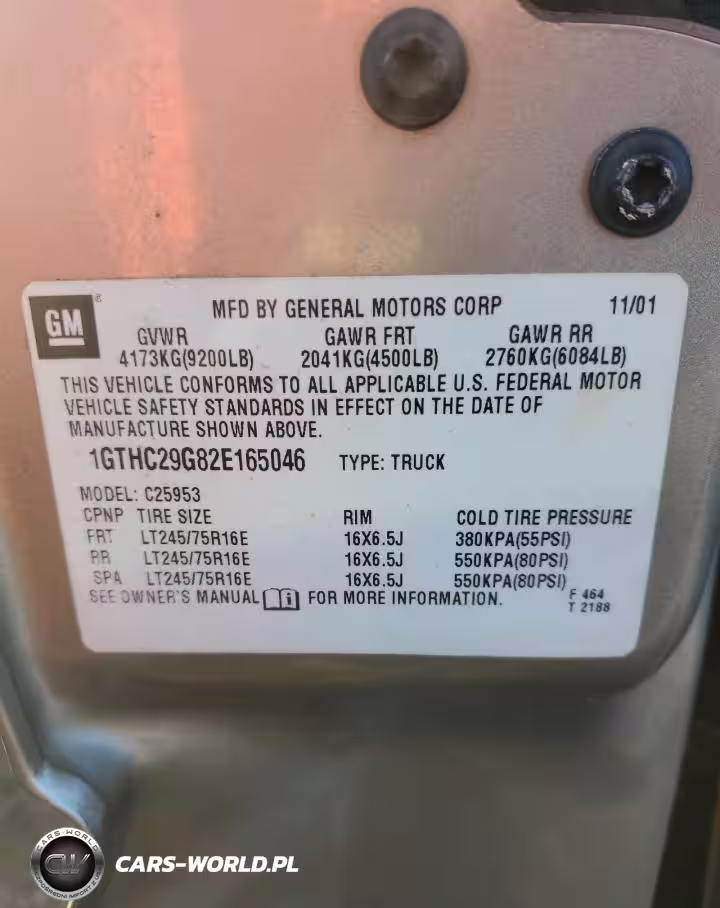 GM
MFD BY GENERAL MOTORS CORP 11/01
GVWR GAWR FRT GAWR RR
4173KG(9200LB) 2041KG(4500LB) 2760KG(6084LB)
THIS VEHICLE CONFORMS TO ALL APPLICABLE U.S. FEDERAL MOTOR
VEHICLE SAFETY STANDARDS IN EFFECT ON THE DATE OF
MANUFACTURE SHOWN ABOVE.
1GTHC29G82E165046 TYPE: TRUCK
MODEL: C25953
CPNP TIRE SIZE RIM COLD TIRE PRESSURE
FRT LT245/75R16E 16X6.5J 380KPA(55PSI)
RR LT245/75R16E 16X6.5J 550KPA(80PSI)
SPA LT245/75R16E 16X6.5J 550KPA(80PSI)
SEE OWNER'S MANUAL i FOR MORE INFORMATION. F 464
T 2188
CARS-WORLD
CW
CARS-WORLD.PL